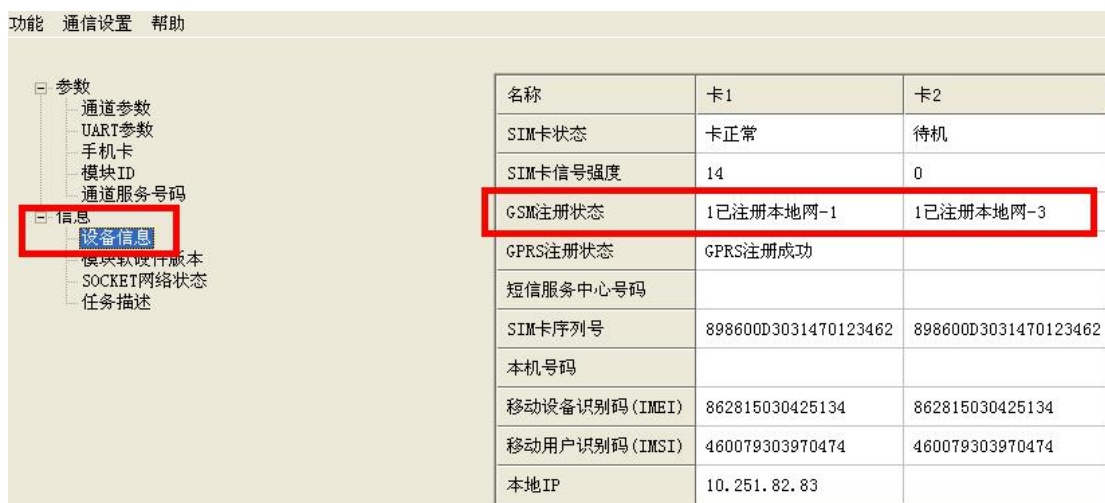 功能 通信设置 帮助
参数
通道参数
UART参数
手机卡
模块ID
通道服务号码
信息
设备信息
模块软硬件版本
SOCKET网络状态
任务描述
名称 卡1 卡2
SIM卡状态 卡正常 待机
SIM卡信号强度 14 0
GSM注册状态 1已注册本地网-1 1已注册本地网-3
GPRS注册状态 GPRS注册成功
短信服务中心号码
SIM卡序列号 898600D3031470123462 898600D3031470123462
本机号码
移动设备识别码(IMEI) 862815030425134 862815030425134
移动用户识别码(IMSI) 460079303970474 460079303970474
本地IP 10.251.82.83